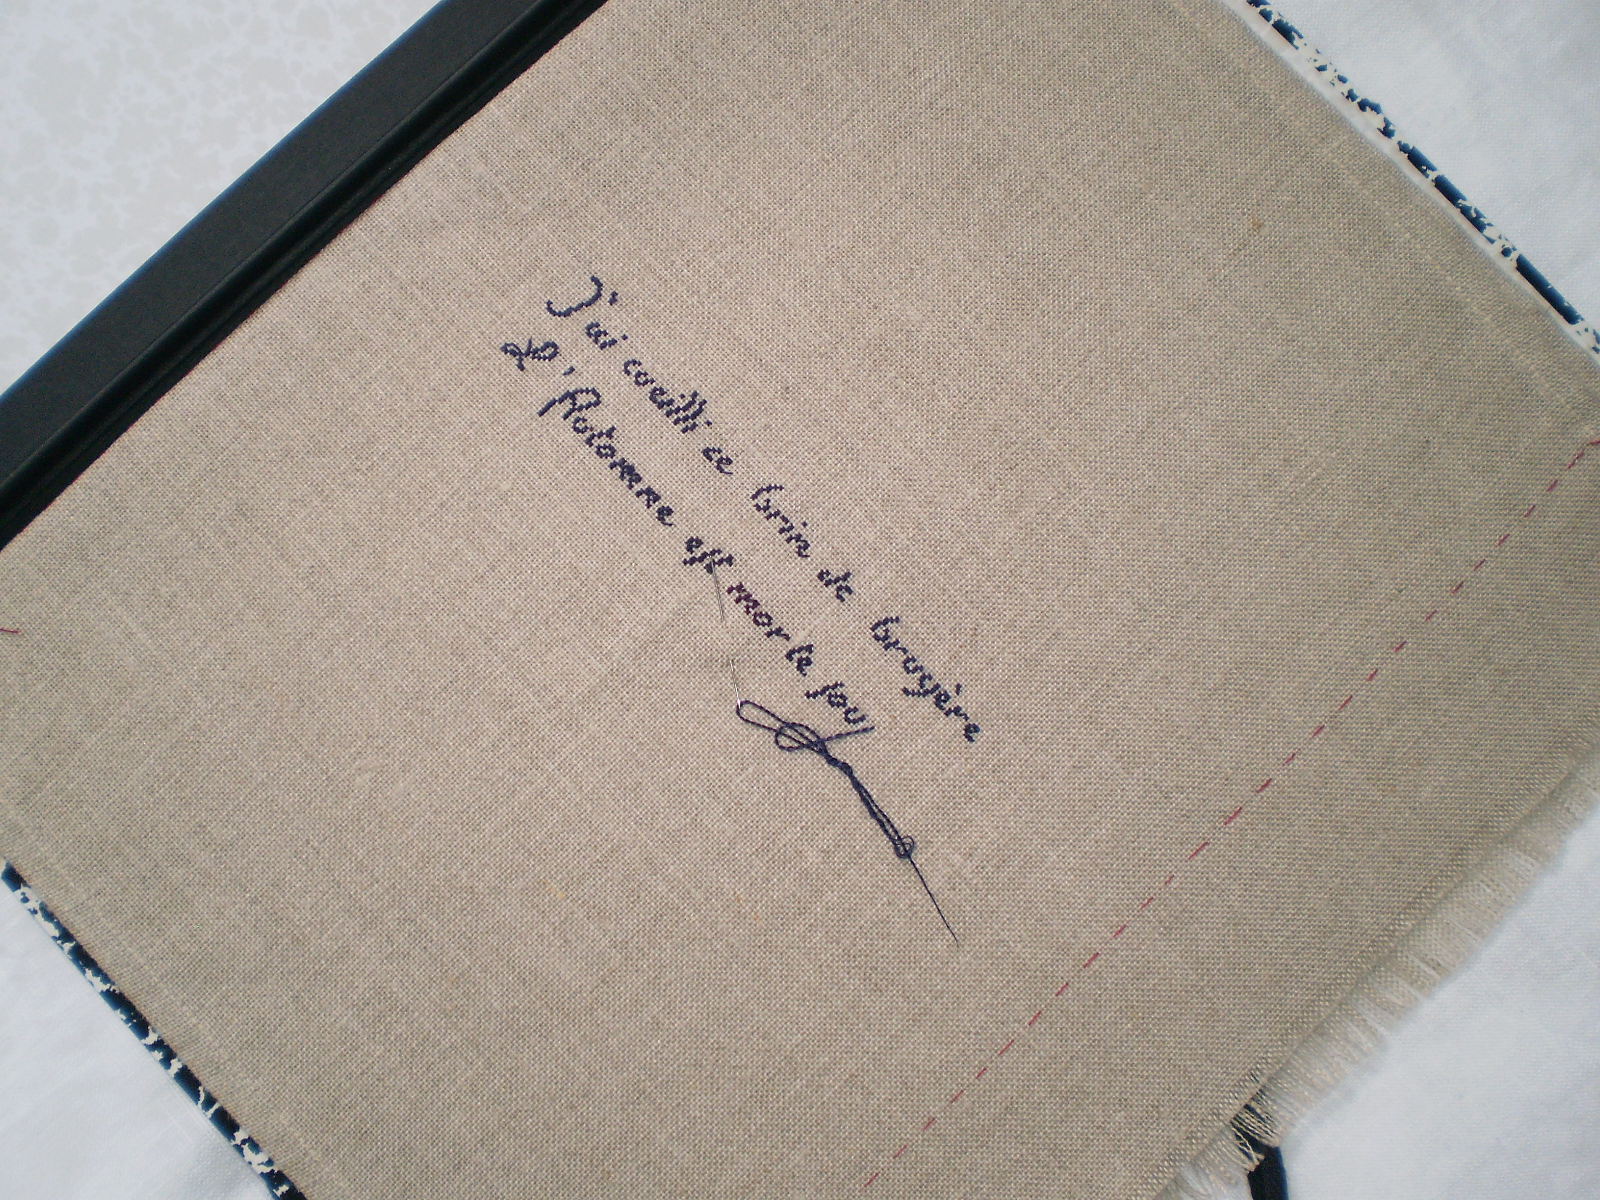 J'ai cueilli ce brin de bruyère
L'Automne est morte sou